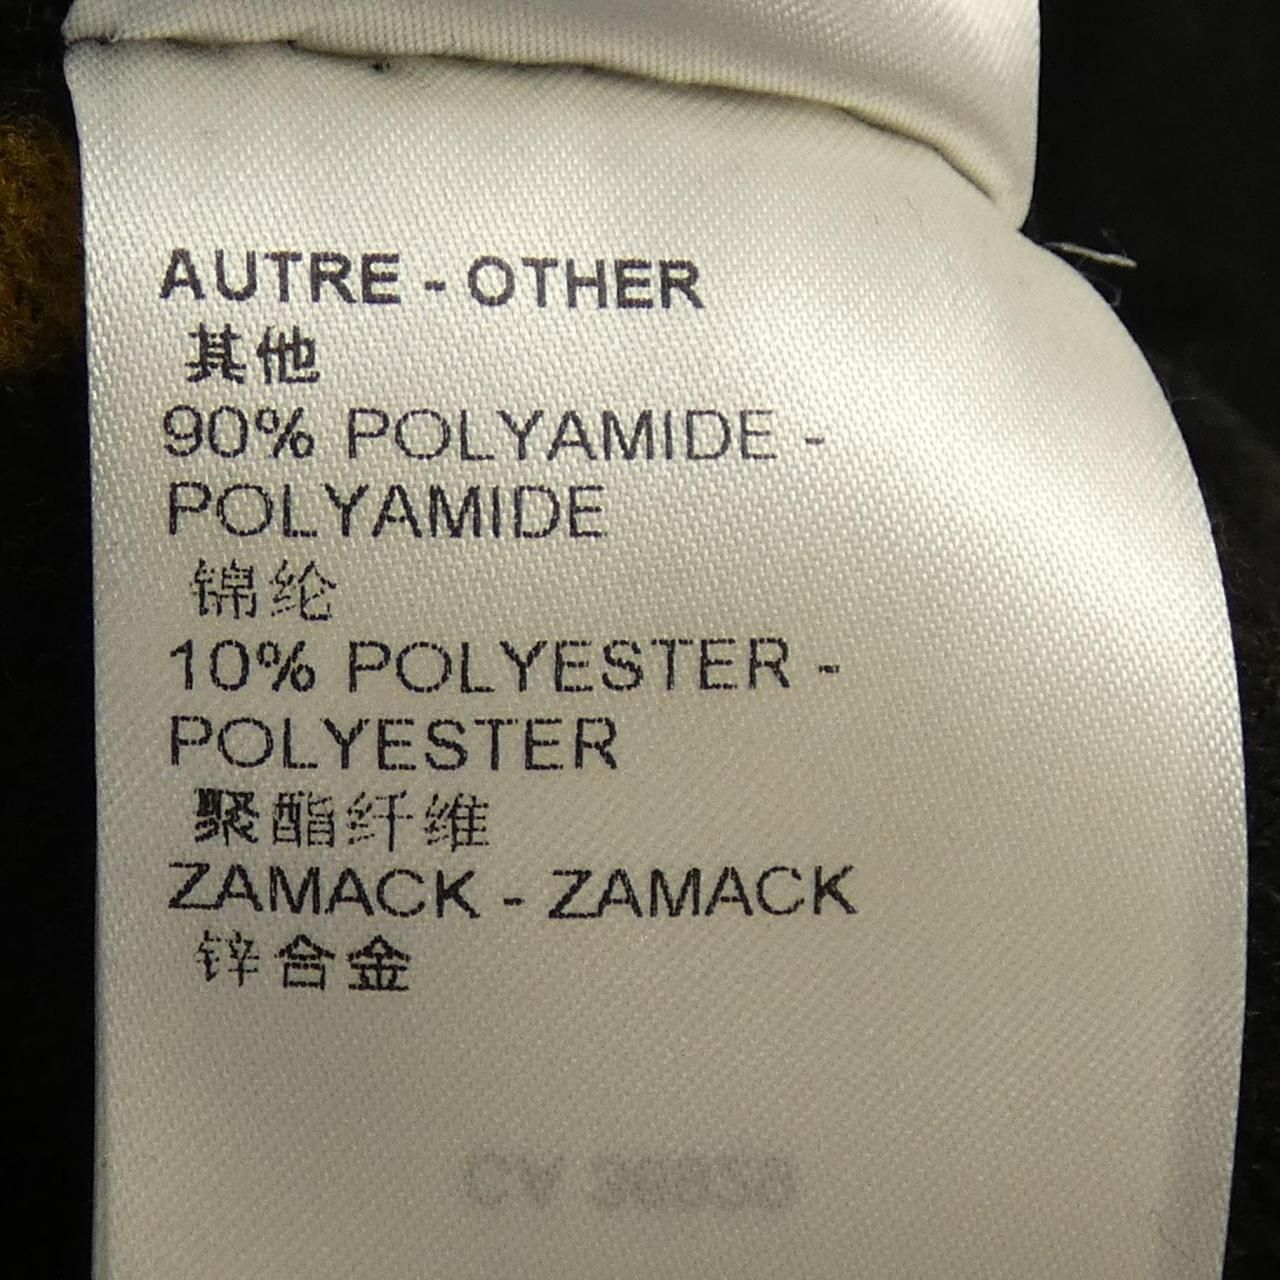 AUTRE - OTHER
其他
90% POLYAMIDE -
POLYAMIDE
锦纶
10% POLYESTER -
POLYESTER
聚酯纤维
ZAMACK - ZAMACK
锌合金
CV